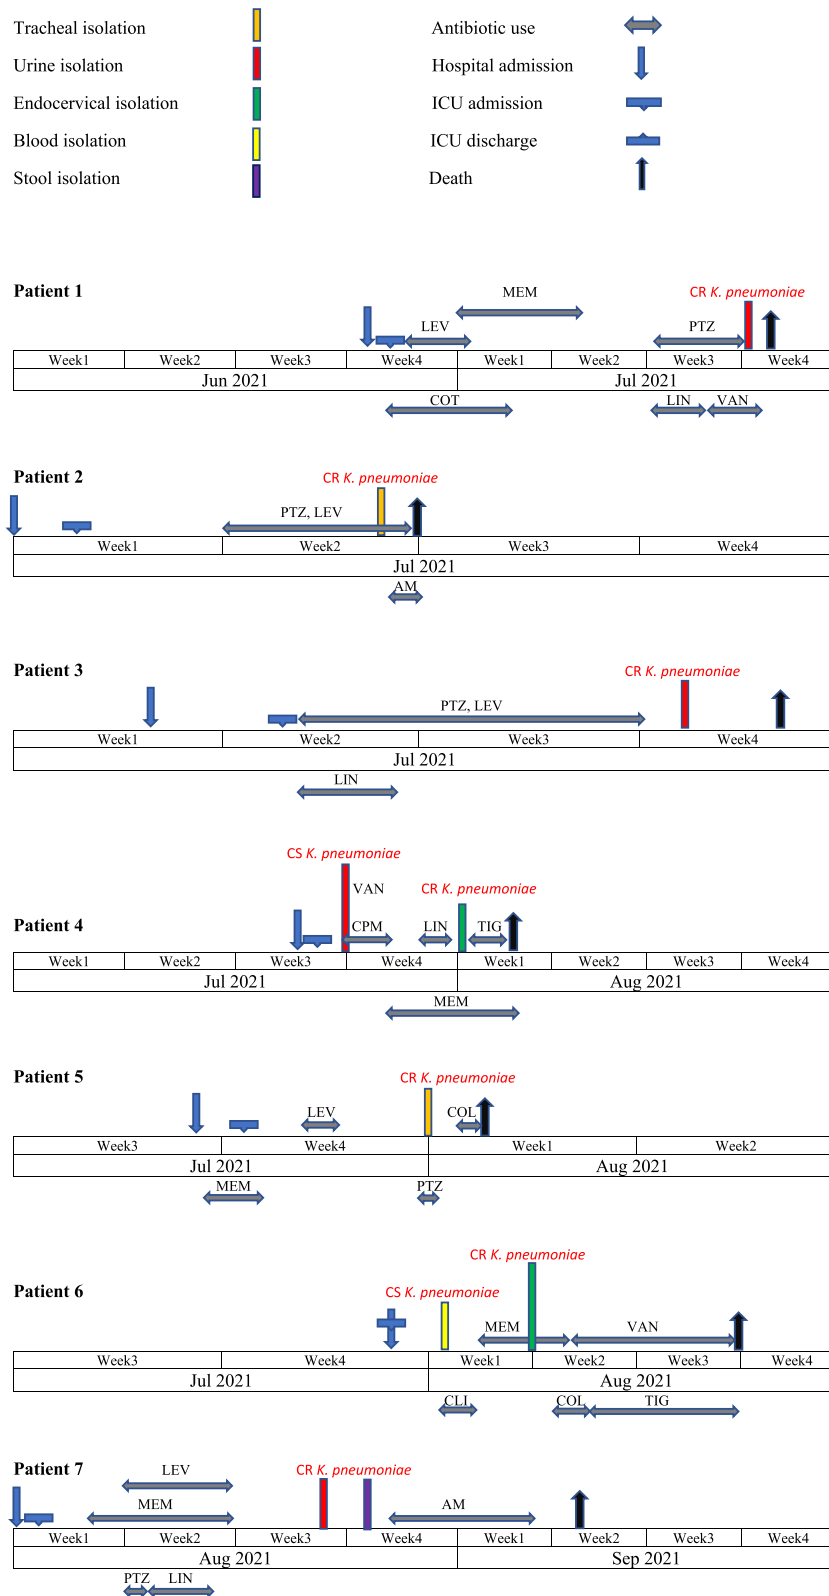 Tracheal isolation
Antibiotic use
Urine isolation
Hospital admission
Endocervical isolation
ICU admission
Blood isolation
ICU discharge
Stool isolation
Death
Patient 1
MEM
CR K. pneumoniae
LEV
PTZ
Week1 Week2 Week3 Week4 Week1 Week2 Week3 Week4
Jun 2021 Jul 2021
COT LIN VAN
Patient 2
CR K. pneumoniae
PTZ, LEV
Week1 Week2 Week3 Week4
Jul 2021
AM
Patient 3
CR K. pneumoniae
PTZ, LEV
Week1 Week2 Week3 Week4
Jul 2021
LIN
CS K. pneumoniae
VAN
CR K. pneumoniae
Patient 4
CPM LIN TIG
Week1 Week2 Week3 Week4 Week1 Week2 Week3 Week4
Jul 2021 Aug 2021
MEM
Patient 5
CR K. pneumoniae
LEV COL
Week3 Week4 Week1 Week2
Jul 2021 Aug 2021
MEM PTZ
CR K. pneumoniae
Patient 6
CS K. pneumoniae
MEM VAN
Week3 Week4 Week1 Week2 Week3 Week4
Jul 2021 Aug 2021
CLI COL TIG
Patient 7
LEV
CR K. pneumoniae
MEM AM
Week1 Week2 Week3 Week4 Week1 Week2 Week3 Week4
Aug 2021 Sep 2021
PTZ LIN